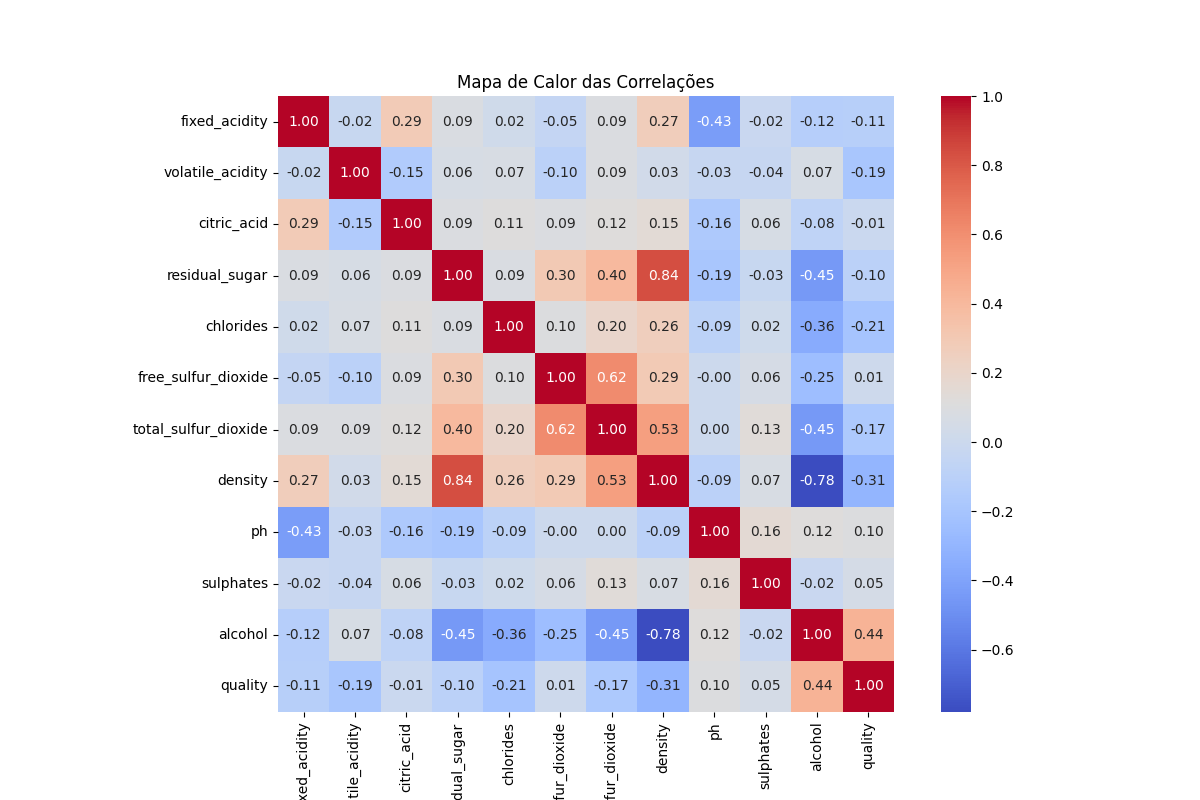 Mapa de Calor das Correlações
fixed_acidity 1.00 -0.02 0.29 0.09 0.02 -0.05 0.09 0.27 -0.43 -0.02 -0.12 -0.11
volatile_acidity -0.02 1.00 -0.15 0.06 0.07 -0.10 0.09 0.03 -0.03 -0.04 0.07 -0.19
citric_acid 0.29 -0.15 1.00 0.09 0.11 0.09 0.12 0.15 -0.16 0.06 -0.08 -0.01
residual_sugar 0.09 0.06 0.09 1.00 0.09 0.30 0.40 0.84 -0.19 -0.03 -0.45 -0.10
chlorides 0.02 0.07 0.11 0.09 1.00 0.10 0.20 0.26 -0.09 0.02 -0.36 -0.21
free_sulfur_dioxide -0.05 -0.10 0.09 0.30 0.10 1.00 0.62 0.29 -0.00 0.06 -0.25 0.01
total_sulfur_dioxide 0.09 0.09 0.12 0.40 0.20 0.62 1.00 0.53 0.00 0.13 -0.45 -0.17
density 0.27 0.03 0.15 0.84 0.26 0.29 0.53 1.00 -0.09 0.07 -0.78 -0.31
ph -0.43 -0.03 -0.16 -0.19 -0.09 -0.00 0.00 -0.09 1.00 0.16 0.12 0.10
sulphates -0.02 -0.04 0.06 -0.03 0.02 0.06 0.13 0.07 0.16 1.00 -0.02 0.05
alcohol -0.12 0.07 -0.08 -0.45 -0.36 -0.25 -0.45 -0.78 0.12 -0.02 1.00 0.44
quality -0.11 -0.19 -0.01 -0.10 -0.21 0.01 -0.17 -0.31 0.10 0.05 0.44 1.00
xed_acidity
tile_acidity
citric_acid
dual_sugar
chlorides
fur_dioxide
fur_dioxide
density
ph
sulphates
alcohol
quality
1.0
0.8
0.6
0.4
0.2
0.0
−0.2
−0.4
−0.6